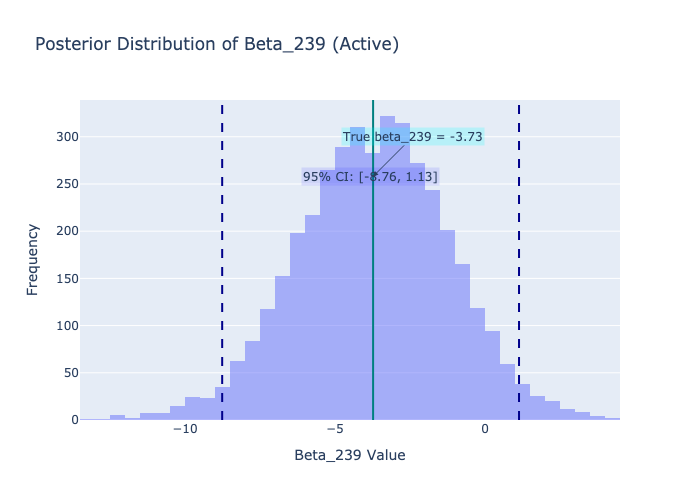 Posterior Distribution of Beta_239 (Active)
300
True beta_239 = -3.73
95% CI: [-8.76, 1.13]
250
200
150
100
50
0
Frequency
−10
−5
0
Beta_239 Value